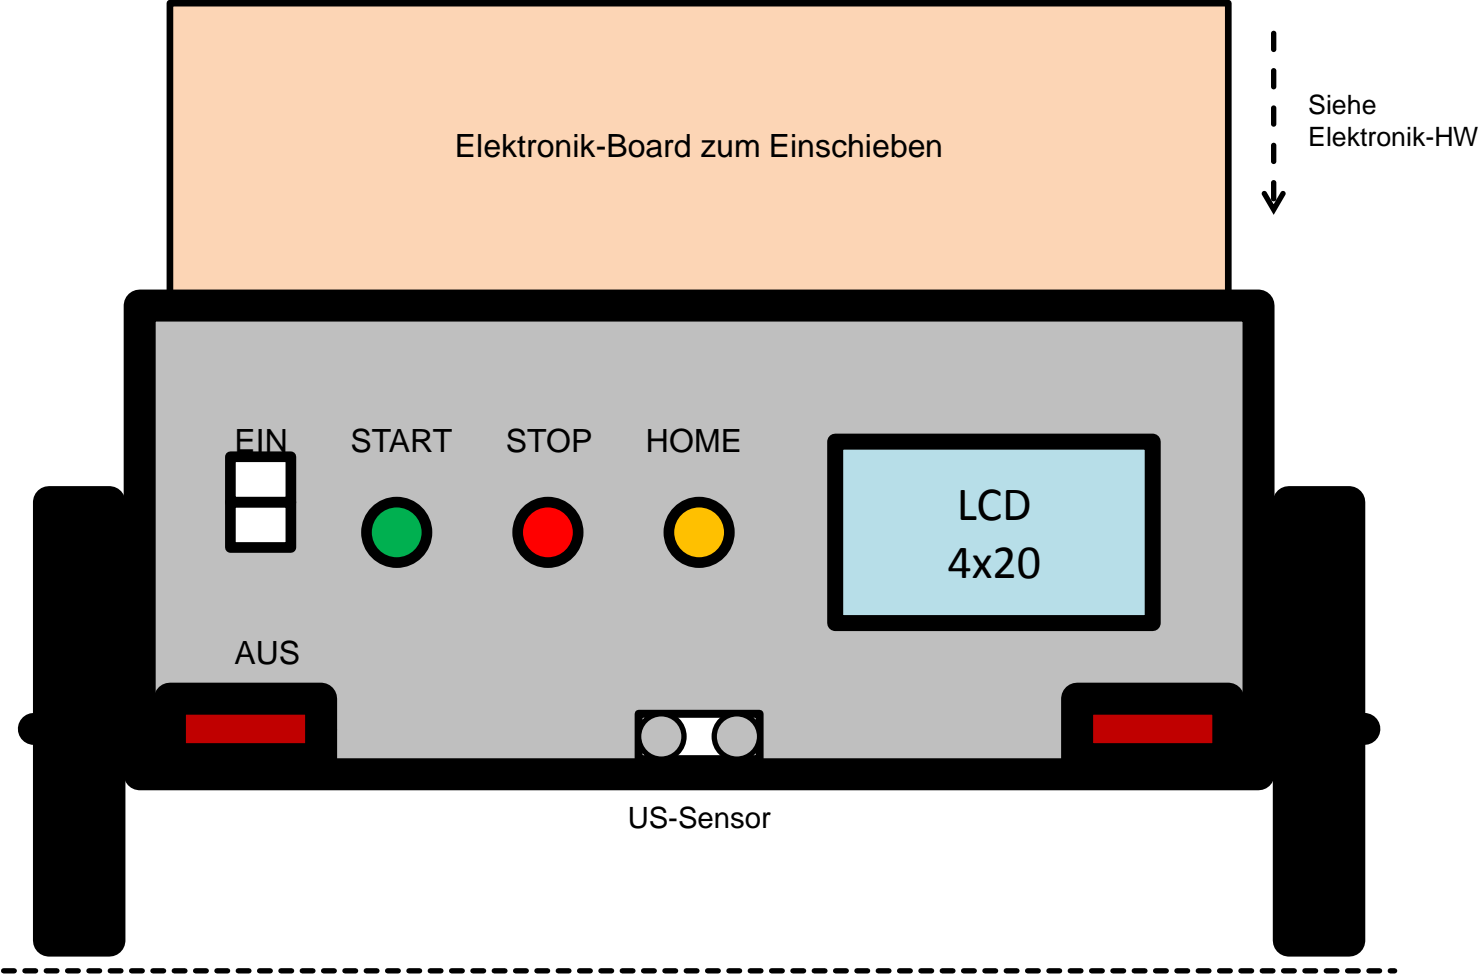 Elektronik-Board zum Einschieben
Siehe
Elektronik-HW
EIN
START
STOP
HOME
LCD
4x20
AUS
US-Sensor